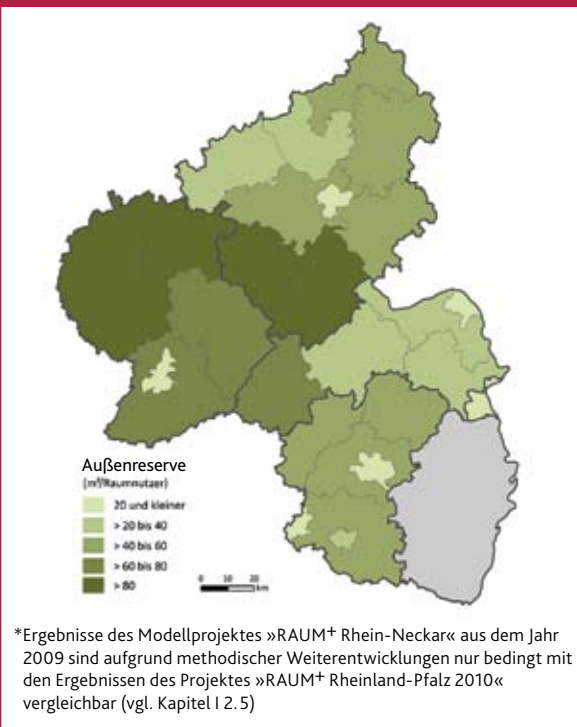 Außenreserve
(m²/Raumnutzer)
20 und kleiner
> 20 bis 40
> 40 bis 60
> 60 bis 80
> 80
0 10 20
km
*Ergebnisse des Modellprojektes »RAUM+ Rhein-Neckar« aus dem Jahr
2009 sind aufgrund methodischer Weiterentwicklungen nur bedingt mit
den Ergebnissen des Projektes »RAUM+ Rheinland-Pfalz 2010«
vergleichbar (vgl. Kapitel I 2.5)